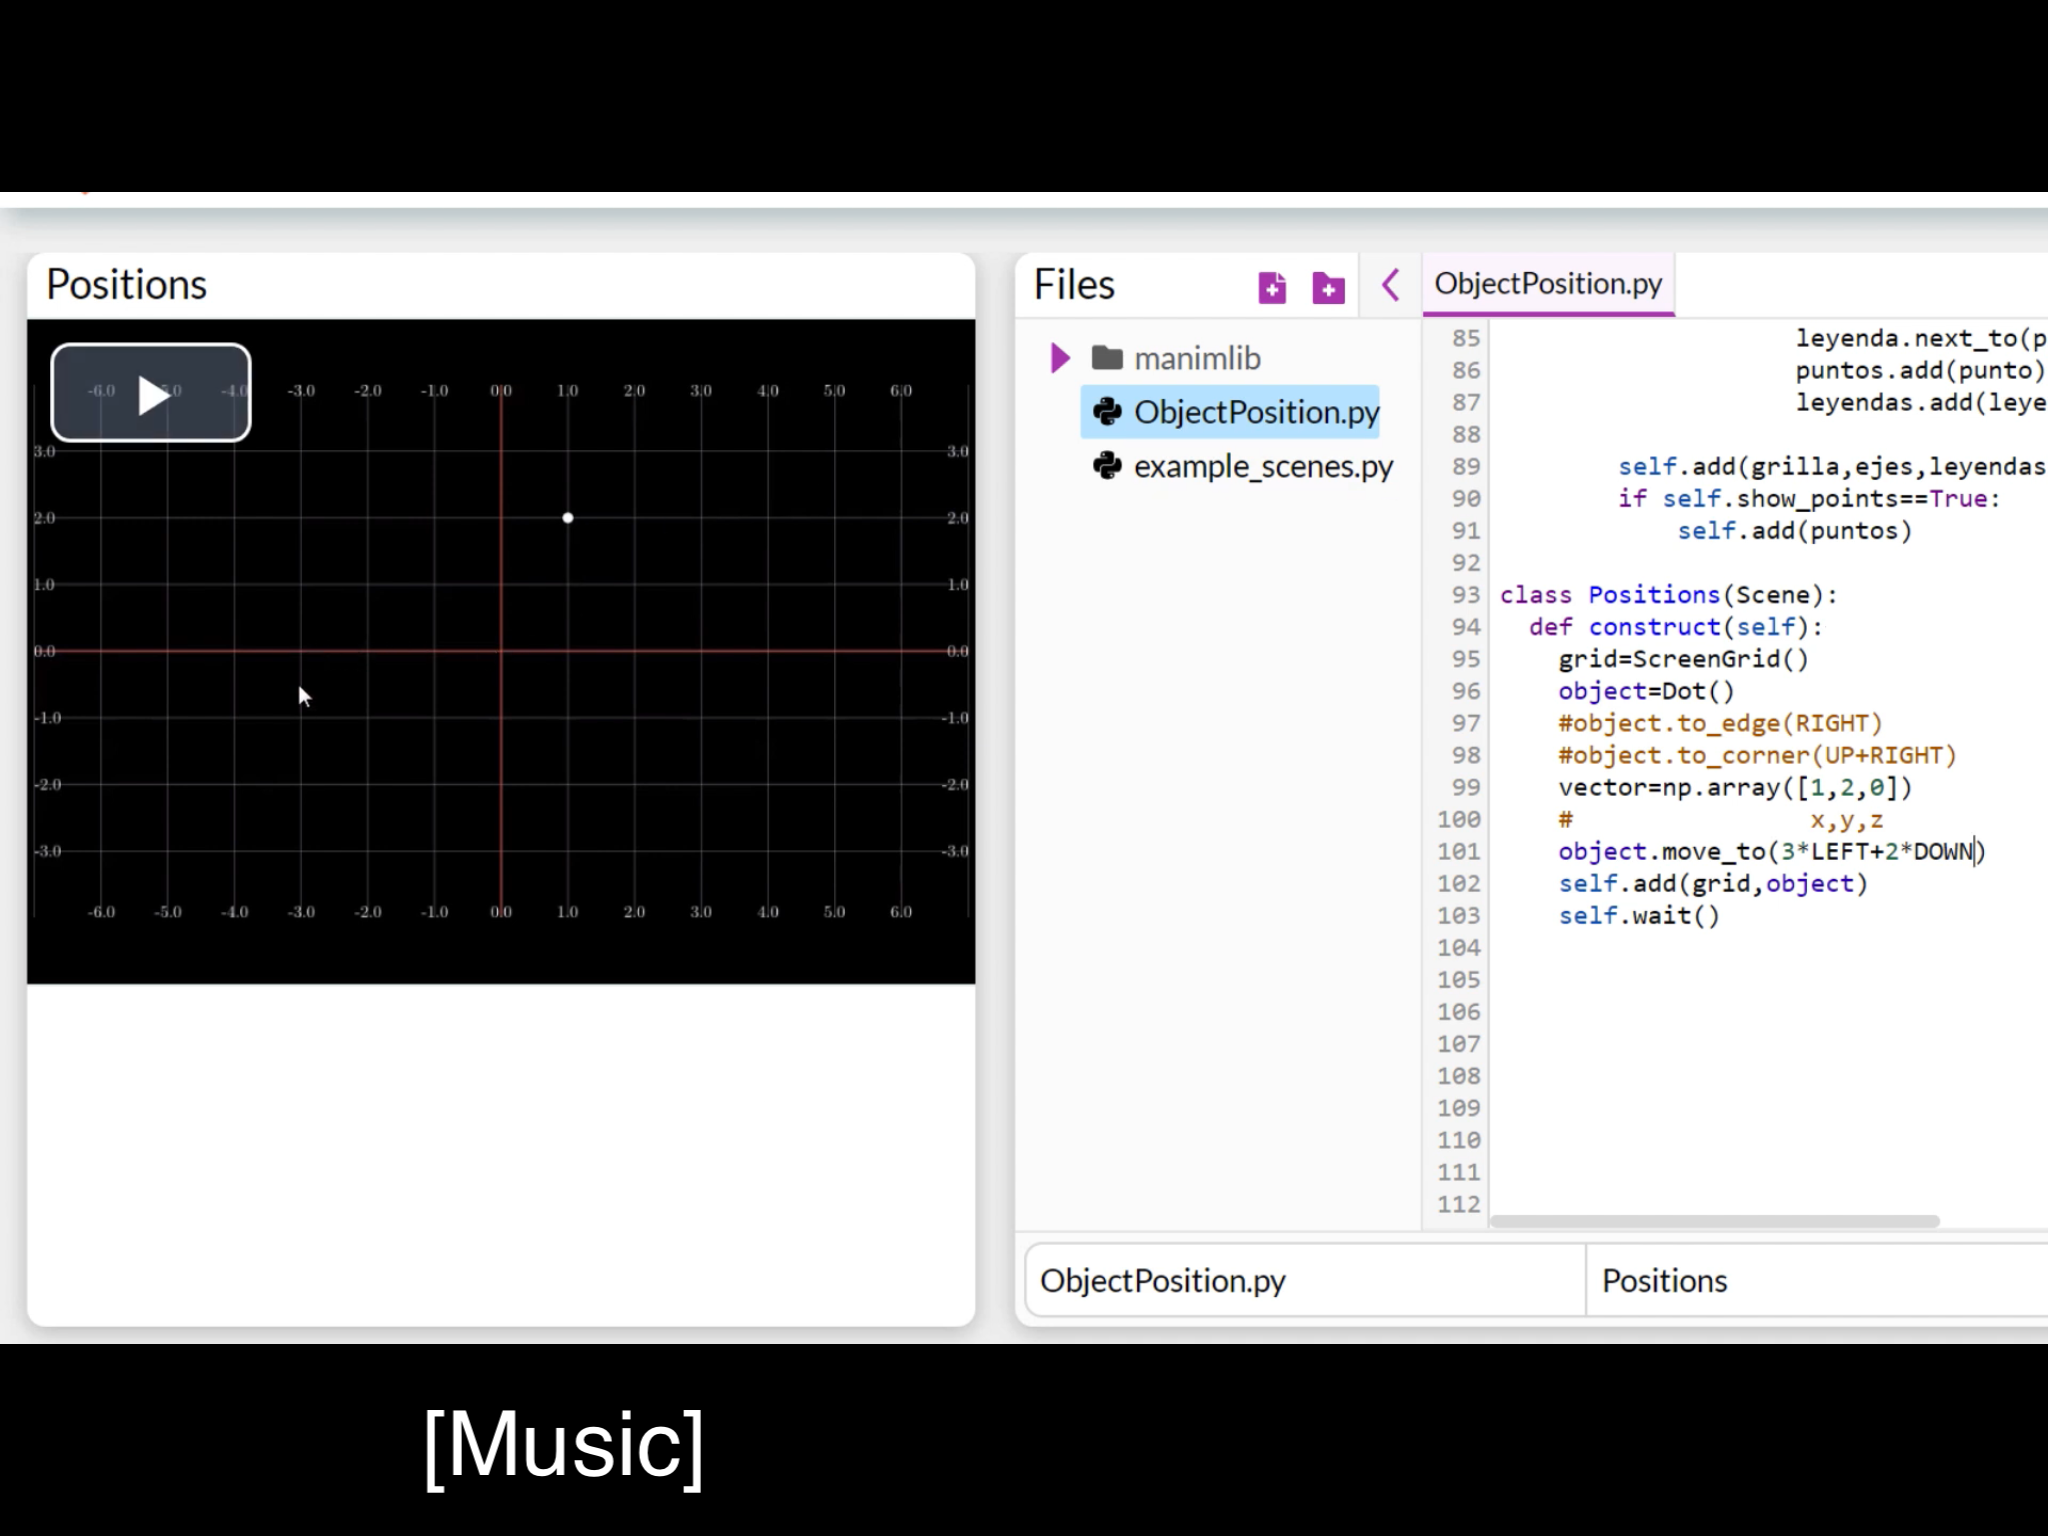 Positions
-6.0 -4.0 -3.0 -2.0 -1.0 0.0 1.0 2.0 3.0 4.0 5.0 6.0
3.0 3.0
2.0 2.0
1.0 1.0
0.0 0.0
-1.0 -1.0
-2.0 -2.0
-3.0 -3.0
-6.0 -5.0 -4.0 -3.0 -2.0 -1.0 0.0 1.0 2.0 3.0 4.0 5.0 6.0
Files
manimlib
ObjectPosition.py
example_scenes.py
ObjectPosition.py
85 leyenda.next_to(p
86 puntos.add(punto)
87 leyendas.add(leye
88
89 self.add(grilla,ejes,leyendas
90 if self.show_points==True:
91 self.add(puntos)
92
93 class Positions(Scene):
94 def construct(self):
95 grid=ScreenGrid()
96 object=Dot()
97 #object.to_edge(RIGHT)
98 #object.to_corner(UP+RIGHT)
99 vector=np.array([1,2,0])
100 # x,y,z
101 object.move_to(3*LEFT+2*DOWN)
102 self.add(grid,object)
103 self.wait()
104
105
106
107
108
109
110
111
112
ObjectPosition.py
Positions
[Music]